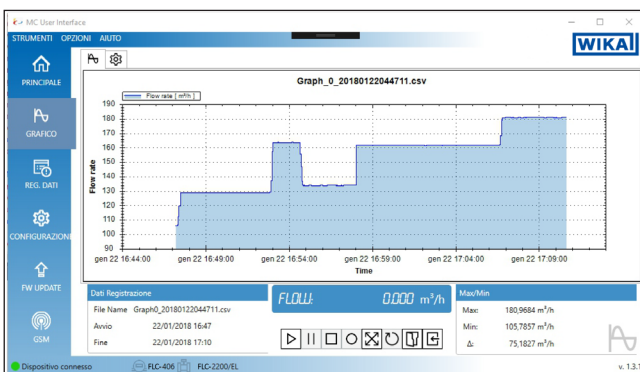 MC User Interface
STRUMENTI OPZIONI AIUTO
WIKA
PRINCIPALE
GRAFICO
REG. DATI
CONFIGURAZIONE
FW UPDATE
GSM
Graph_0_20180122044711.csv
Flow rate [ m³/h ]
Flow rate
190
180
170
160
150
140
130
120
110
100
90
gen 22 16:44:00 gen 22 16:49:00 gen 22 16:54:00 gen 22 16:59:00 gen 22 17:04:00 gen 22 17:09:00
Time
Dati Registrazione
File Name Graph0_20180122044711.csv
Avvio 22/01/2018 16:47
Fine 22/01/2018 17:10
FLOW: 0.000 m³/h
Max/Min
Max: 180,9684 m³/h
Min: 105,7857 m³/h
Δ: 75,1827 m³/h
Dispositivo connesso FLC-406 FLC-2200/EL v. 1.3.1